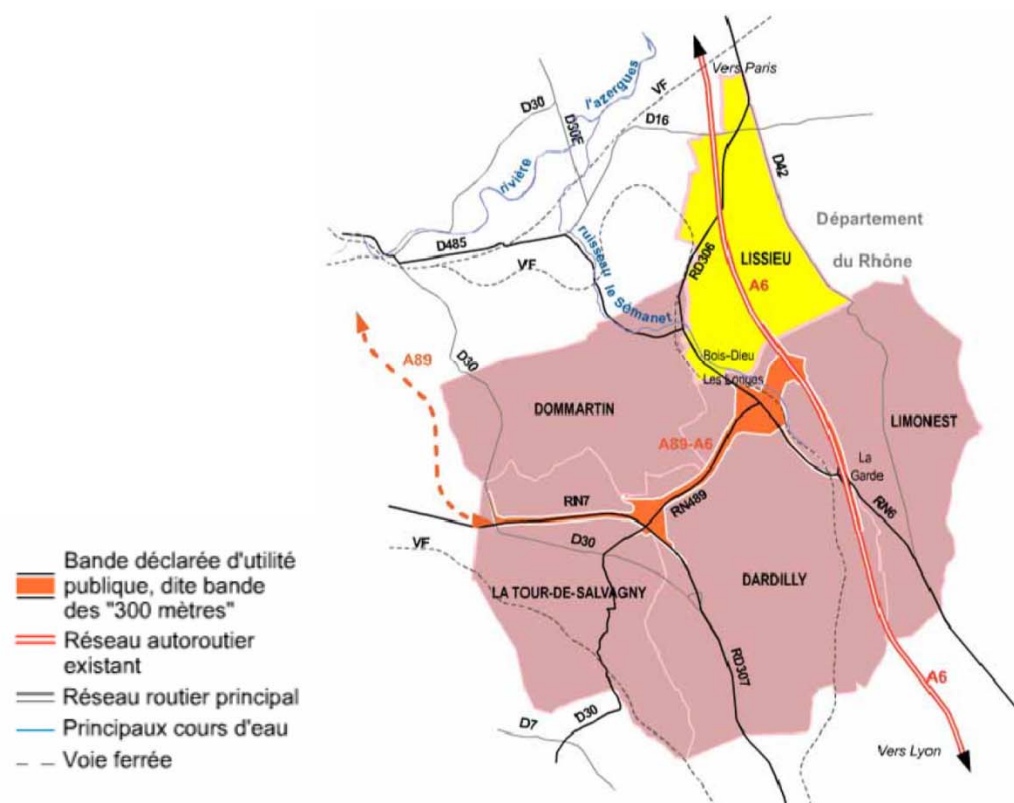 Vers Paris
l'azergues
VF
D30
D16
D30E
rivière
D42
Département
du Rhône
D485
VF
ruisseau le Sémanet
RD306
LISSIEU
A6
A89
D30
Bois-Dieu
Les Longes
DOMMARTIN
LIMONEST
A89-A6
La
Garde
RN7
RN489
RN6
VF
D30
LA TOUR-DE-SALVAGNY
DARDILLY
RD307
A6
D7
D30
Vers Lyon
Bande déclarée d'utilité
publique, dite bande
des "300 mètres"
Réseau autoroutier
existant
Réseau routier principal
Principaux cours d'eau
Voie ferrée